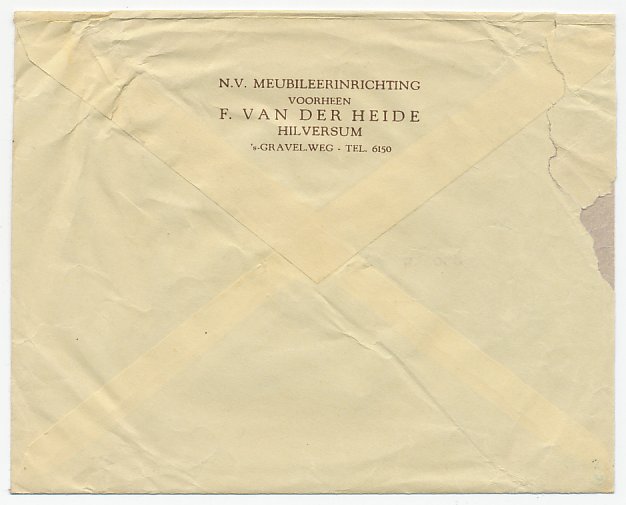 N.V. MEUBILEERINRICHTING
VOORHEEN
F. VAN DER HEIDE
HILVERSUM
's-GRAVEL.WEG - TEL. 6150